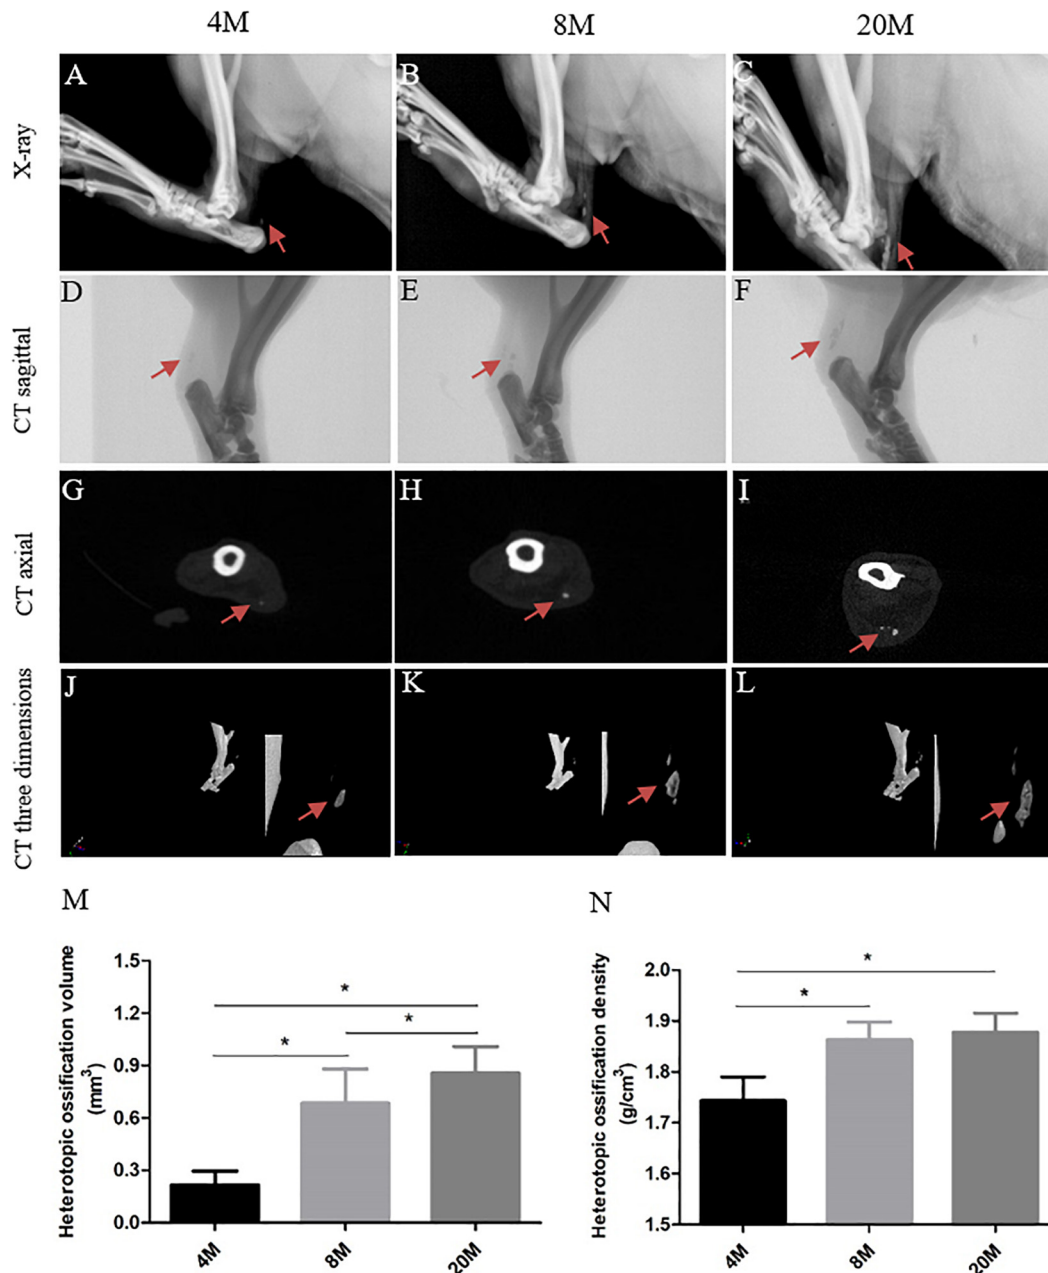 4M 8M 20M
X-ray
A B C
CT sagittal
D E F
CT axial
G H I
CT three dimensions
J K L
M
Heterotopic ossification volume
(mm³)
1.5
1.2
0.9
0.6
0.3
0.0
*
*
*
4M 8M 20M
N
Heterotopic ossification density
(g/cm³)
2.0
1.9
1.8
1.7
1.6
1.5
*
*
4M 8M 20M